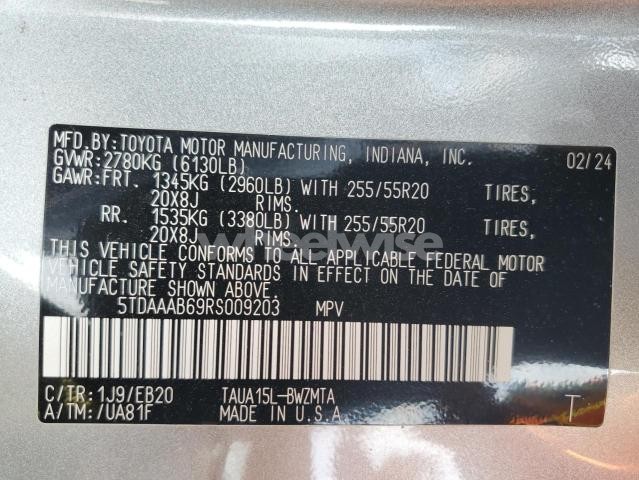 MFD.BY:TOYOTA MOTOR MANUFACTURING, INDIANA, INC. 02/24
GVWR:2780KG (6130LB)
GAWR:FRT. 1345KG (2960LB) WITH 255/55R20 TIRES,
20X8J RIMS.
RR. 1535KG (3380LB) WITH 255/55R20 TIRES,
20X8J RIMS.
wheelwise
THIS VEHICLE CONFORMS TO ALL APPLICABLE FEDERAL MOTOR
VEHICLE SAFETY STANDARDS IN EFFECT ON THE DATE OF
MANUFACTURE SHOWN ABOVE.
5TDAAAB69RS009203 MPV
C/TR:1J9/EB20 TAUA15L-BWZMTA
A/TM:/UA81F MADE IN U.S.A. T